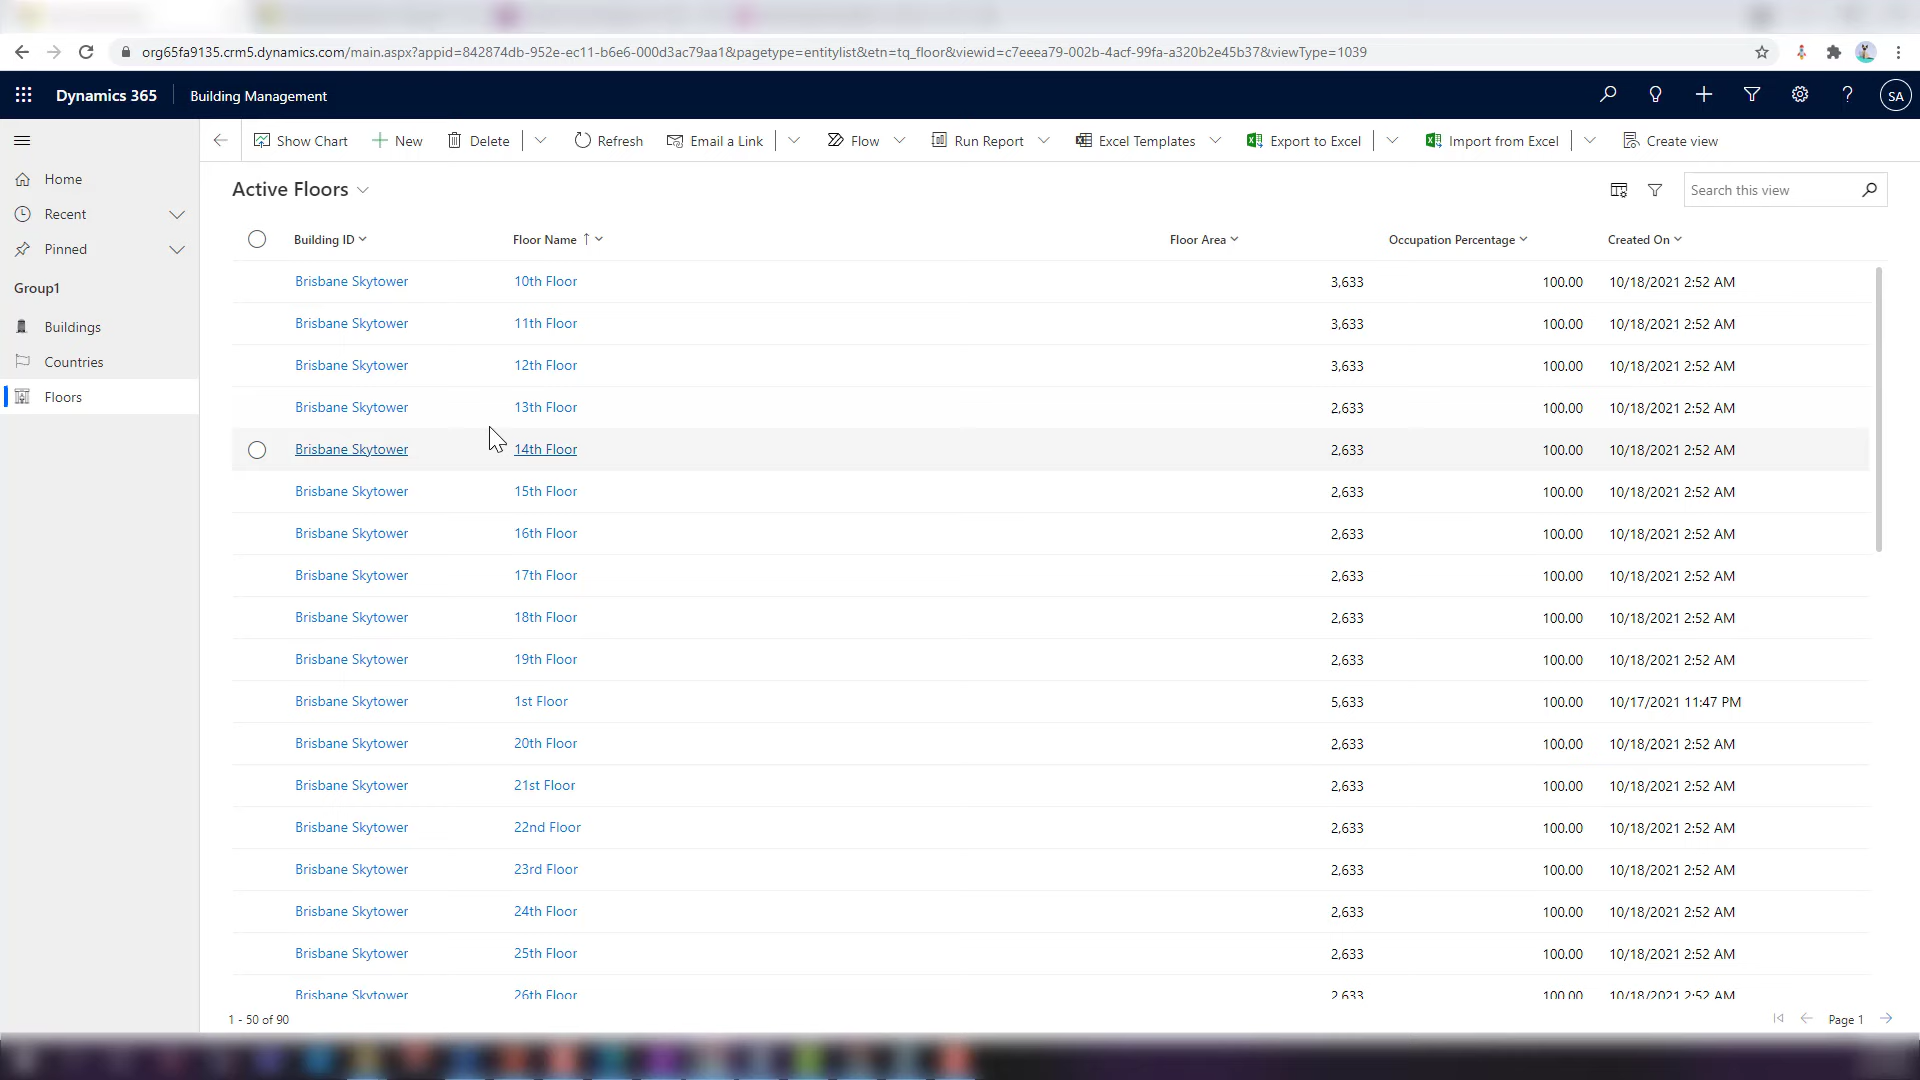 org65fa9135.crm5.dynamics.com/main.aspx?appid=842874db-952e-ec11-b6e6-000d3ac79aa1&pagetype=entitylist&etn=tq_floor&viewid=c7eeea79-002b-4acf-99fa-a320b2e45b37&viewType=1039
Dynamics 365 Building Management SA
Show Chart New Delete Refresh Email a Link Flow Run Report Excel Templates Export to Excel Import from Excel Create view
Home
Recent
Pinned
Group1
Buildings
Countries
Floors
Active Floors Search this view
Building ID Floor Name Floor Area Occupation Percentage Created On
Brisbane Skytower 10th Floor 3,633 100.00 10/18/2021 2:52 AM
Brisbane Skytower 11th Floor 3,633 100.00 10/18/2021 2:52 AM
Brisbane Skytower 12th Floor 3,633 100.00 10/18/2021 2:52 AM
Brisbane Skytower 13th Floor 2,633 100.00 10/18/2021 2:52 AM
Brisbane Skytower 14th Floor 2,633 100.00 10/18/2021 2:52 AM
Brisbane Skytower 15th Floor 2,633 100.00 10/18/2021 2:52 AM
Brisbane Skytower 16th Floor 2,633 100.00 10/18/2021 2:52 AM
Brisbane Skytower 17th Floor 2,633 100.00 10/18/2021 2:52 AM
Brisbane Skytower 18th Floor 2,633 100.00 10/18/2021 2:52 AM
Brisbane Skytower 19th Floor 2,633 100.00 10/18/2021 2:52 AM
Brisbane Skytower 1st Floor 5,633 100.00 10/17/2021 11:47 PM
Brisbane Skytower 20th Floor 2,633 100.00 10/18/2021 2:52 AM
Brisbane Skytower 21st Floor 2,633 100.00 10/18/2021 2:52 AM
Brisbane Skytower 22nd Floor 2,633 100.00 10/18/2021 2:52 AM
Brisbane Skytower 23rd Floor 2,633 100.00 10/18/2021 2:52 AM
Brisbane Skytower 24th Floor 2,633 100.00 10/18/2021 2:52 AM
Brisbane Skytower 25th Floor 2,633 100.00 10/18/2021 2:52 AM
Brisbane Skytower 26th Floor 2,633 100.00 10/18/2021 2:52 AM
1 - 50 of 90 Page 1